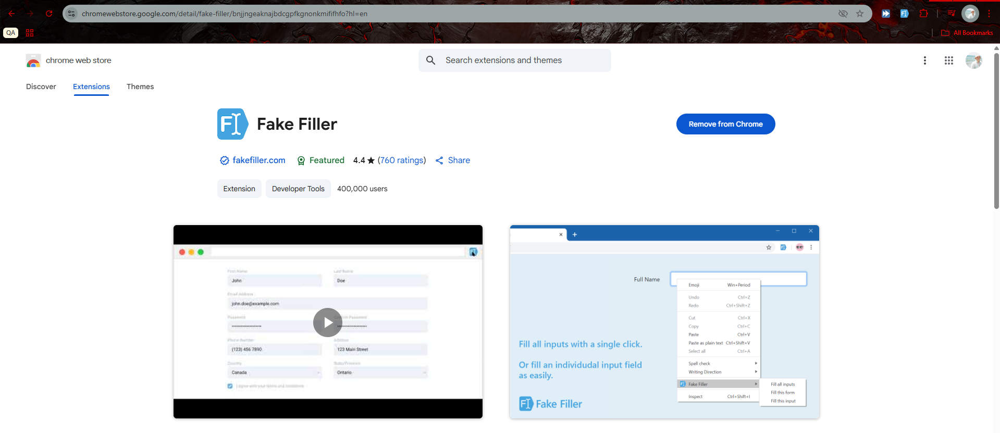 chromewebstore.google.com/detail/fake-filler/bnjjngeaknajbdcgpfkgnonkmififhfo?hl=en
QA
All Bookmarks
chrome web store
Search extensions and themes
Discover
Extensions
Themes
Fake Filler
Remove from Chrome
fakefiller.com
Featured
4.4 ★ (760 ratings)
Share
Extension
Developer Tools
400,000 users
First Name
Last Name
John
Doe
Email Address
john.doe@example.com
Password
Confirm Password
Phone Number
Address
(123) 456 7890
123 Main Street
Country
State/Province
Canada
Ontario
I agree with your terms and conditions
Full Name
Emoji Win+Period
Undo Ctrl+Z
Redo Ctrl+Shift+Z
Cut Ctrl+X
Copy Ctrl+C
Paste Ctrl+V
Paste as plain text Ctrl+Shift+V
Select all Ctrl+A
Spell check
Writing Direction
Fake Filler
Inspect Ctrl+Shift+I
Fill all inputs
Fill this form
Fill this input
Fill all inputs with a single click.
Or fill an individudal input field
as easily.
Fake Filler